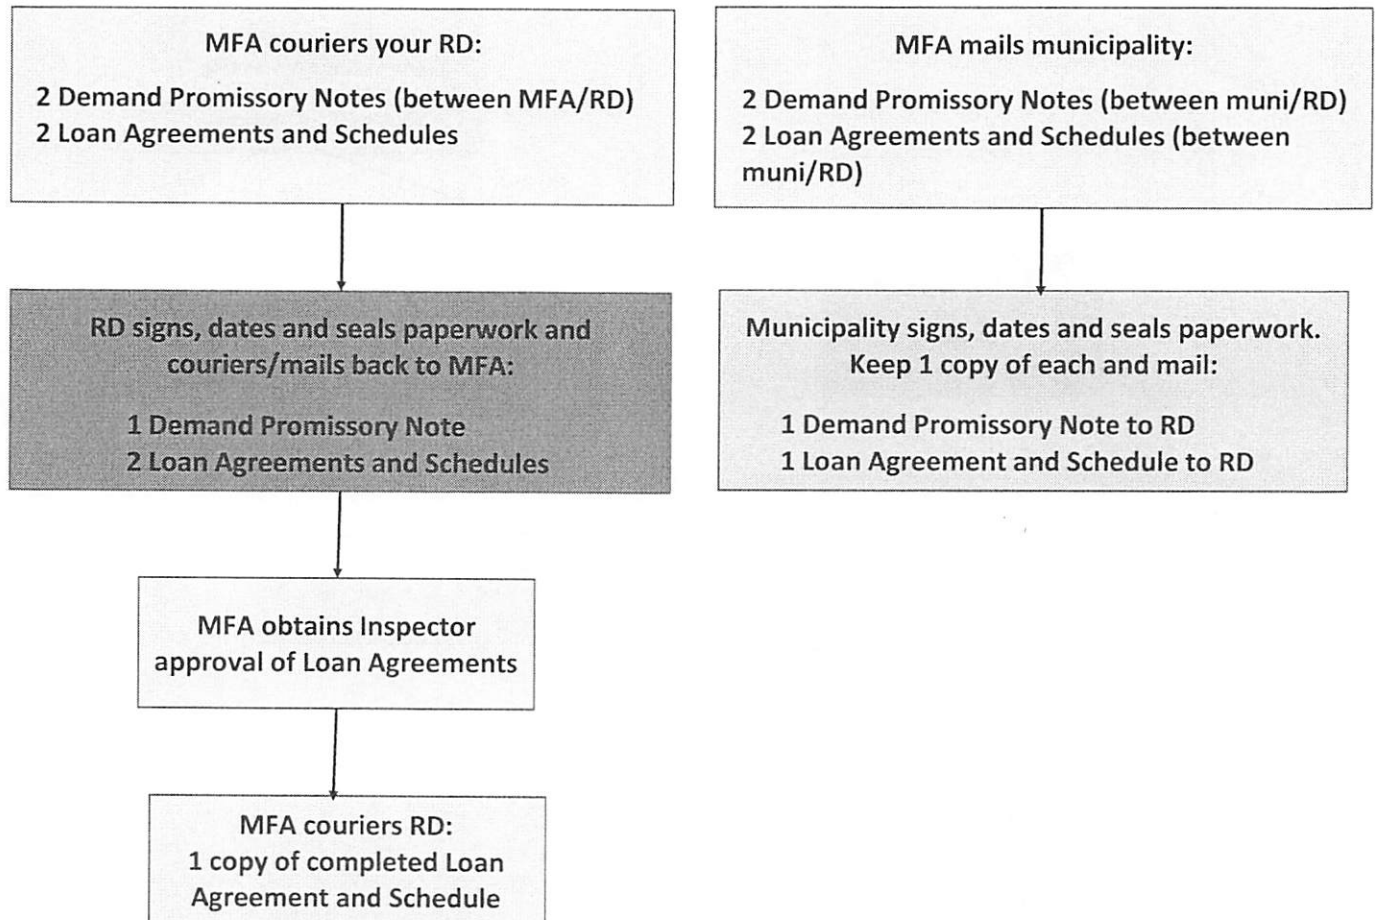 MFA couriers your RD:
2 Demand Promissory Notes (between MFA/RD)
2 Loan Agreements and Schedules
MFA mails municipality:
2 Demand Promissory Notes (between muni/RD)
2 Loan Agreements and Schedules (between
muni/RD)
RD signs, dates and seals paperwork and
couriers/mails back to MFA:
1 Demand Promissory Note
2 Loan Agreements and Schedules
Municipality signs, dates and seals paperwork.
Keep 1 copy of each and mail:
1 Demand Promissory Note to RD
1 Loan Agreement and Schedule to RD
MFA obtains Inspector
approval of Loan Agreements
MFA couriers RD:
1 copy of completed Loan
Agreement and Schedule